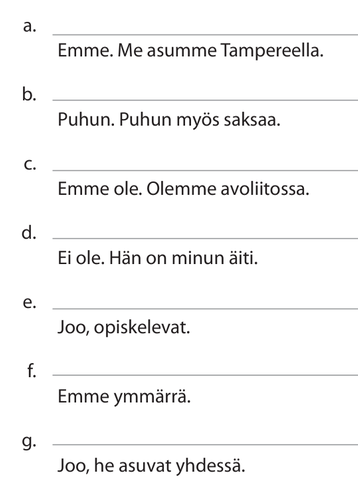 a.
Emme. Me asumme Tampereella.
b.
Puhun. Puhun myös saksaa.
c.
Emme ole. Olemme avoliitossa.
d.
Ei ole. Hän on minun äiti.
e.
Joo, opiskelevat.
f.
Emme ymmärrä.
g.
Joo, he asuvat yhdessä.